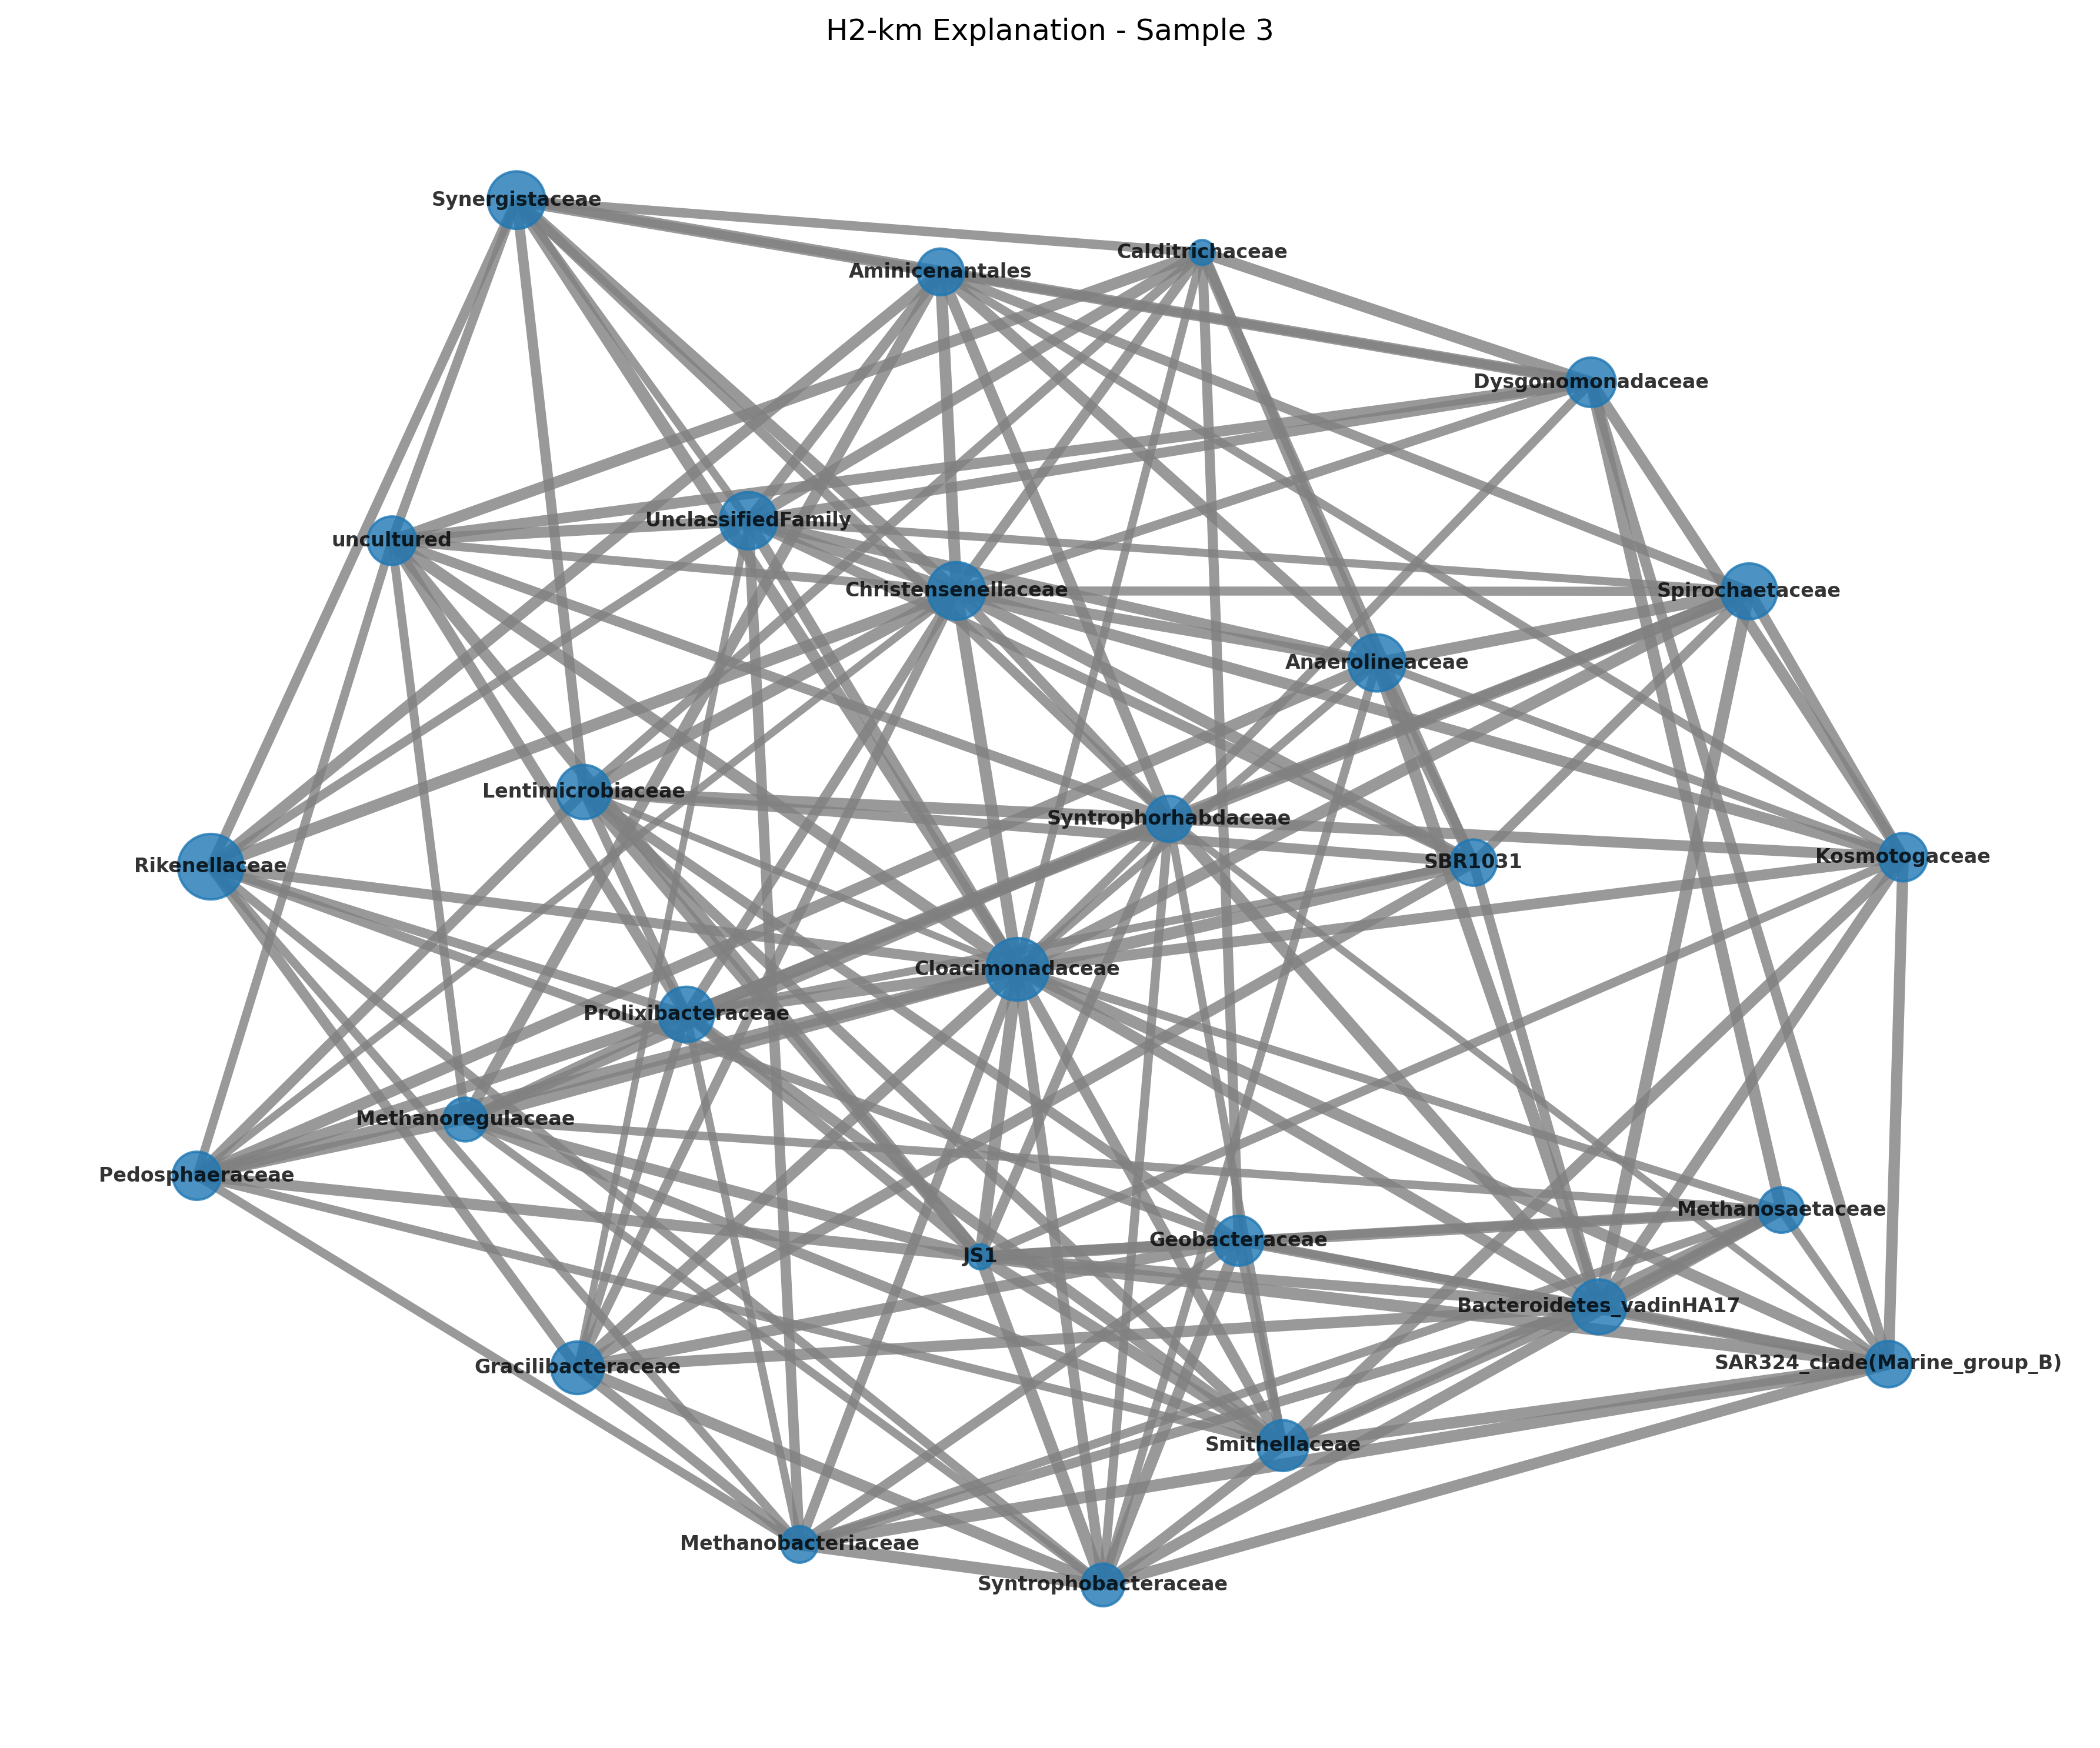 H2-km Explanation - Sample 3
Synergistaceae
Calditrichaceae
Aminicenantales
Dysgonomonadaceae
UnclassifiedFamily
uncultured
Christensenellaceae
Spirochaetaceae
Anaerolineaceae
Lentimicrobiaceae
Syntrophorhabdaceae
Kosmotogaceae
SBR1031
Rikenellaceae
Cloacimonadaceae
Prolixibacteraceae
Methanoregulaceae
Pedosphaeraceae
Methanosaetaceae
Geobacteraceae
JS1
Bacteroidetes_vadinHA17
SAR324_clade(Marine_group_B)
Gracilibacteraceae
Smithellaceae
Methanobacteriaceae
Syntrophobacteraceae